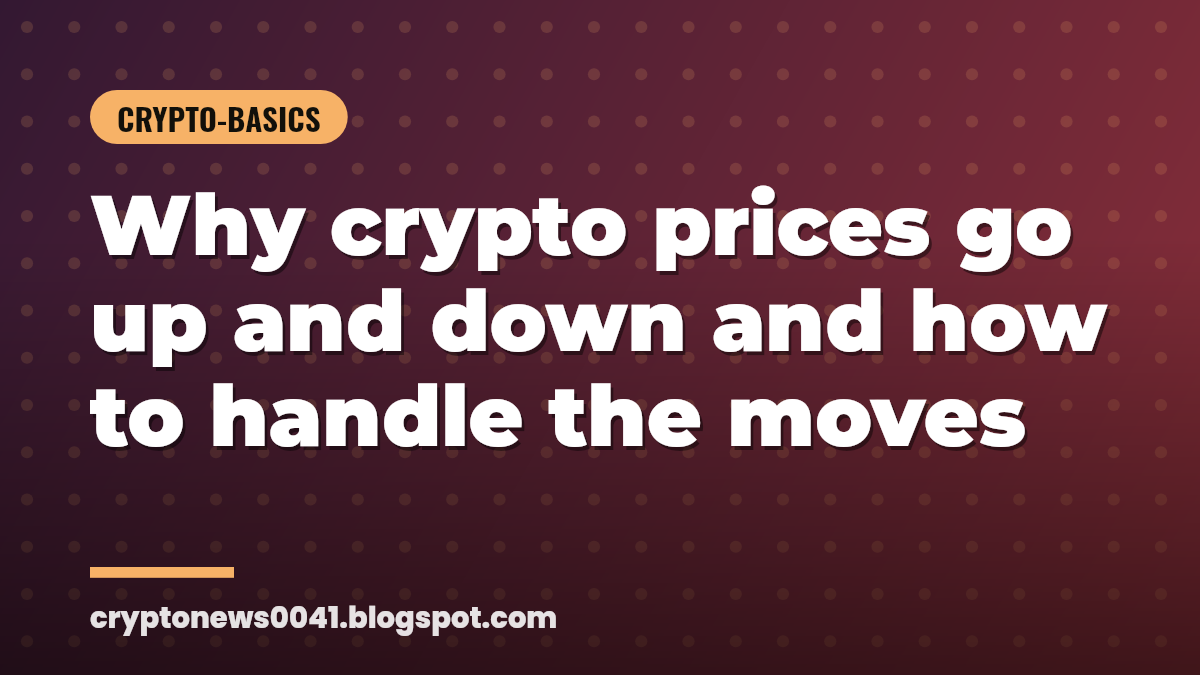 CRYPTO-BASICS
Why crypto prices go
up and down and how
to handle the moves
cryptonews0041.blogspot.com